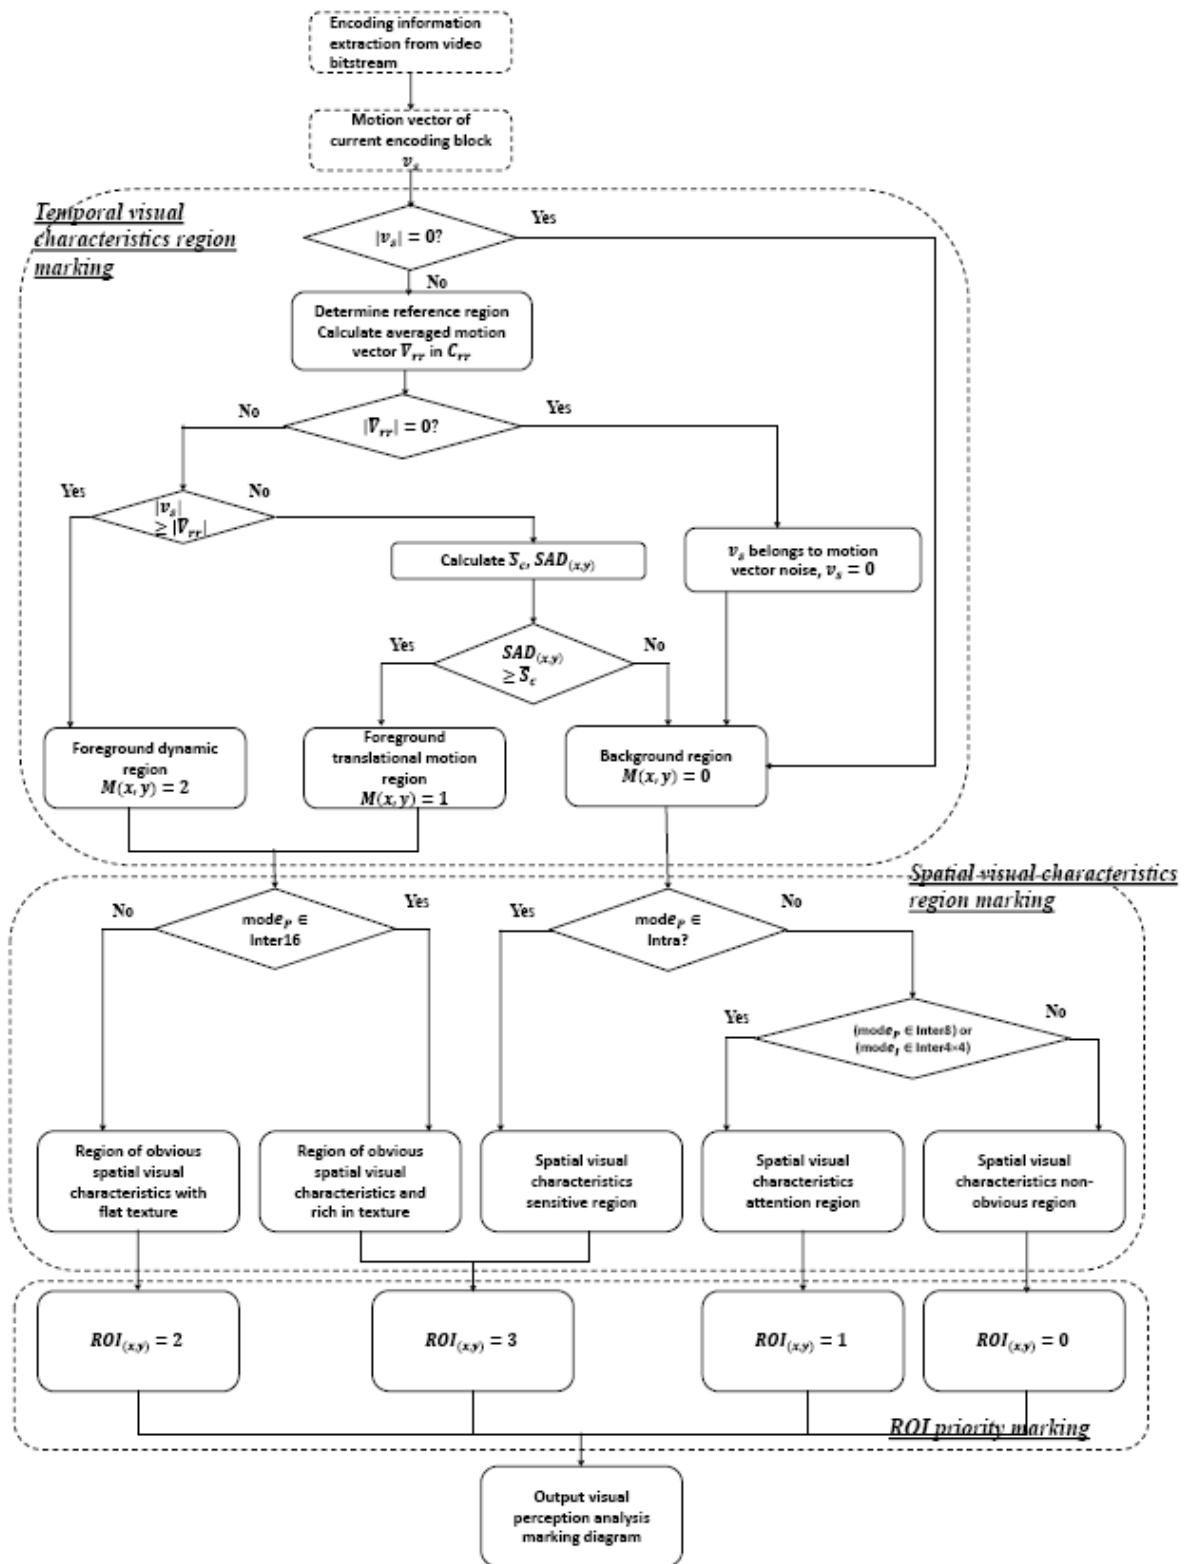 Encoding information
extraction from video
bitstream
Motion vector of
current encoding block
v_s
Temporal visual
characteristics region
marking
|v_s| = 0?
Yes
No
Determine reference region
Calculate averaged motion
vector V̅_rr in C_rr
No
|V̅_rr| = 0?
Yes
Yes
|v_s|
≥ |V̅_rr|
No
Calculate S̅_c, SAD_(x,y)
v_s belongs to motion
vector noise, v_s = 0
Yes
SAD_(x,y)
≥ S̅_c
No
Foreground dynamic
region
M(x, y) = 2
Foreground
translational motion
region
M(x, y) = 1
Background region
M(x, y) = 0
Spatial visual characteristics
region marking
No
mode_P ∈
Inter16
Yes
Yes
mode_P ∈
Intra?
No
Yes
(mode_P ∈ Inter8) or
(mode_I ∈ Inter4×4)
No
Region of obvious
spatial visual
characteristics with
flat texture
Region of obvious
spatial visual
characteristics and
rich in texture
Spatial visual
characteristics
sensitive region
Spatial visual
characteristics
attention region
Spatial visual
characteristics non-
obvious region
ROI_(x,y) = 2
ROI_(x,y) = 3
ROI_(x,y) = 1
ROI_(x,y) = 0
ROI priority marking
Output visual
perception analysis
marking diagram